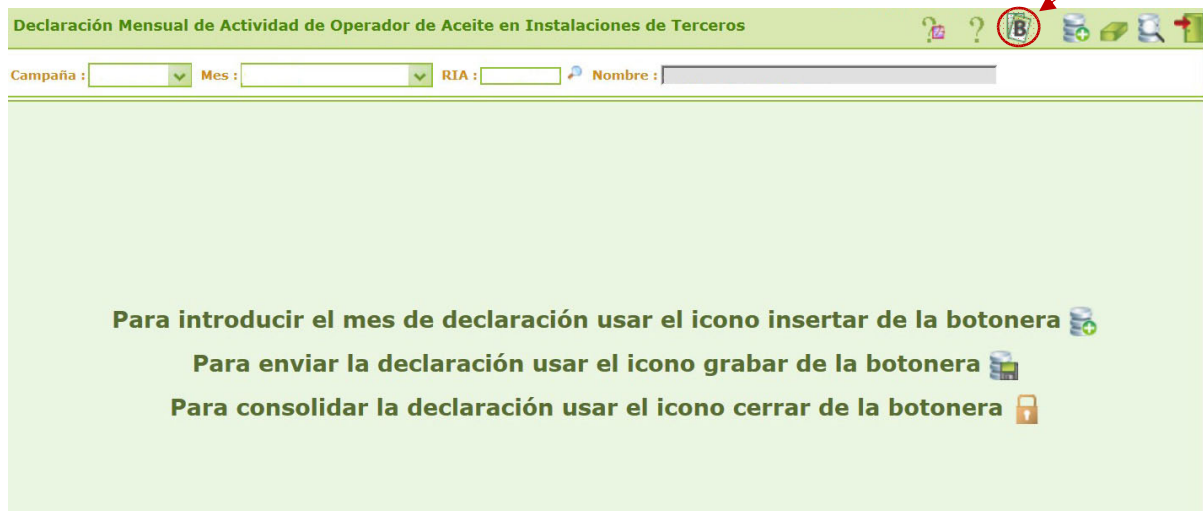 Declaración Mensual de Actividad de Operador de Aceite en Instalaciones de Terceros
? ? B
Campaña : Mes : RIA : Nombre :
Para introducir el mes de declaración usar el icono insertar de la botonera
Para enviar la declaración usar el icono grabar de la botonera
Para consolidar la declaración usar el icono cerrar de la botonera